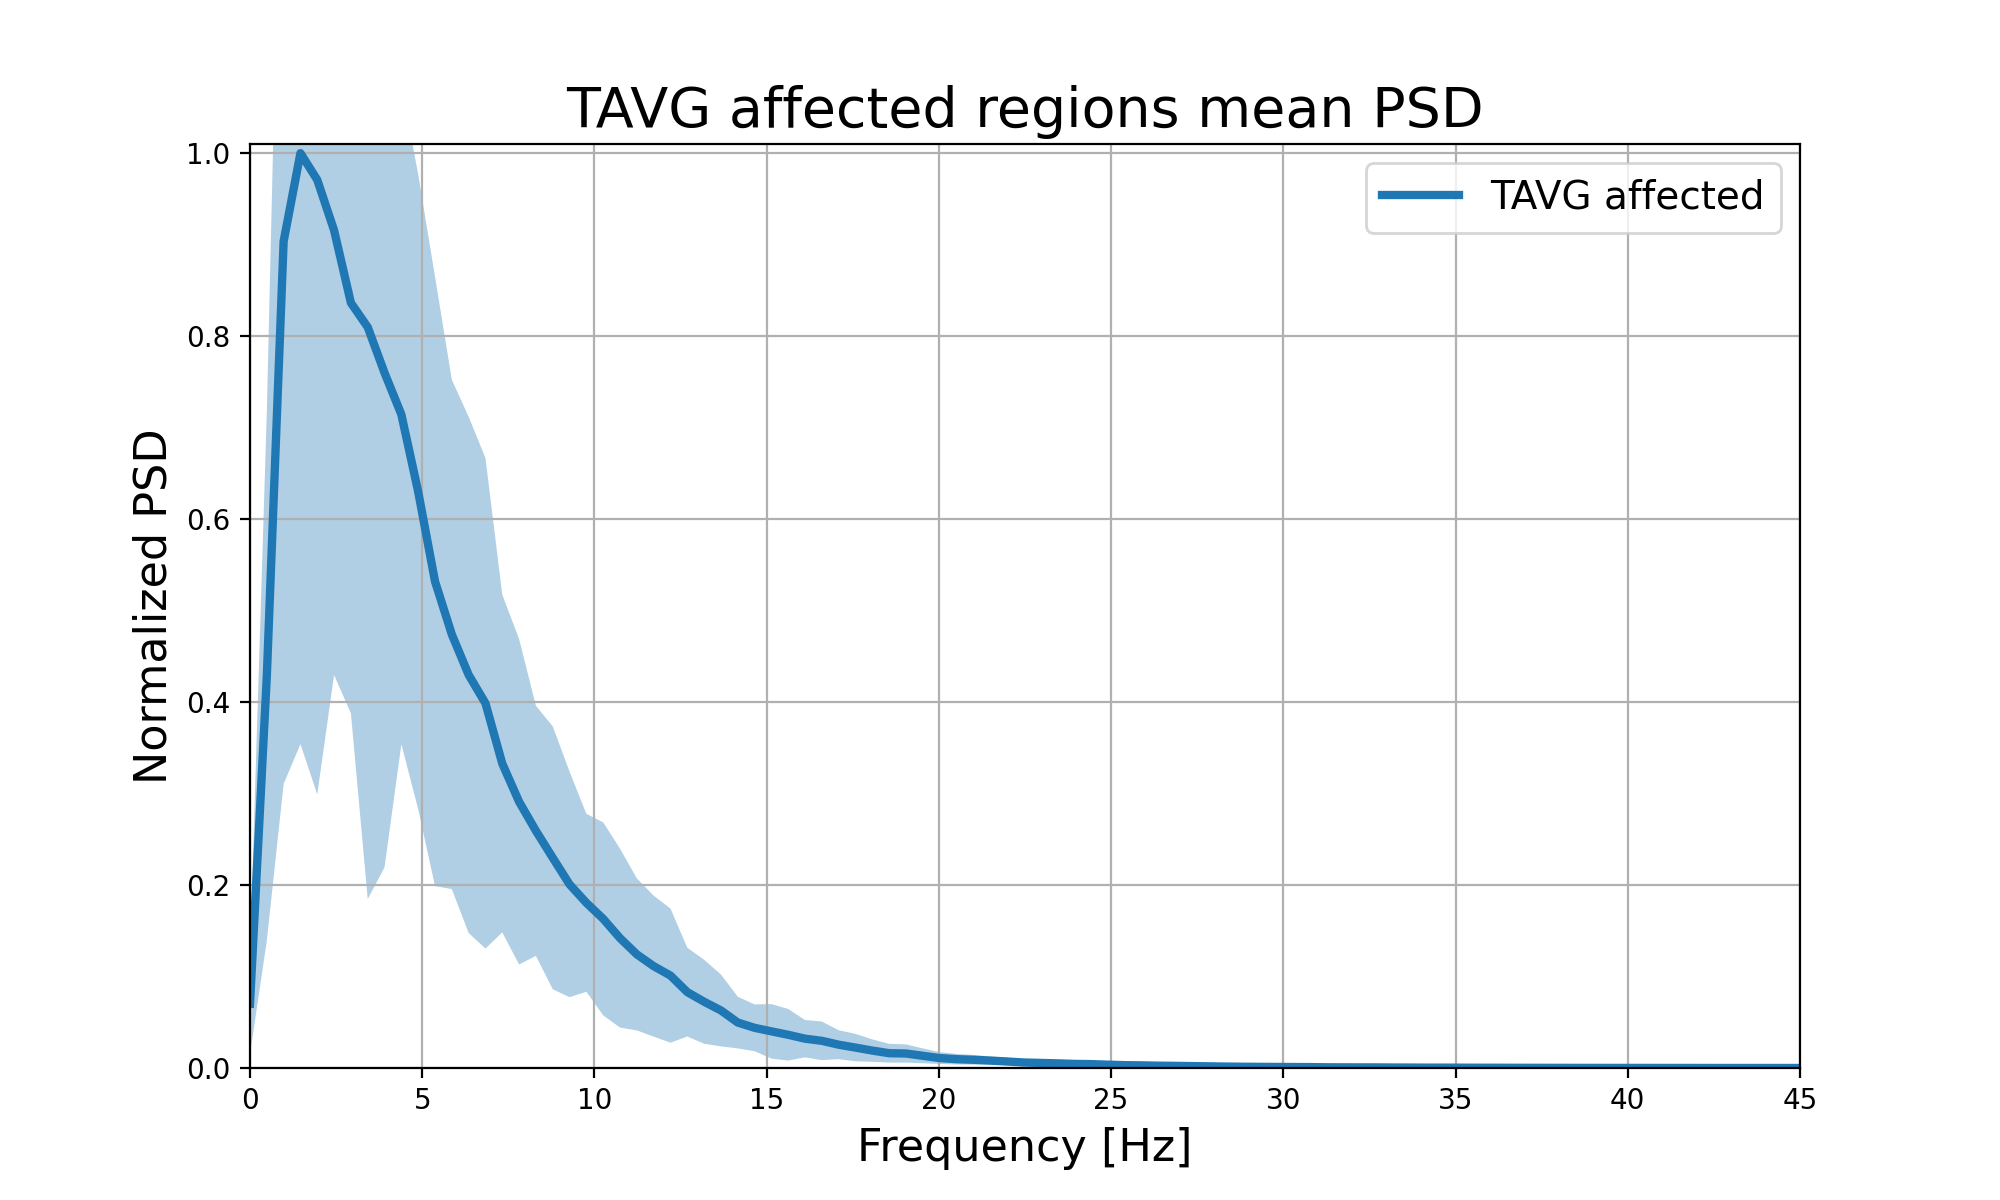 TAVG affected regions mean PSD
TAVG affected
Normalized PSD
1.0
0.8
0.6
0.4
0.2
0.0
0 5 10 15 20 25 30 35 40 45
Frequency [Hz]